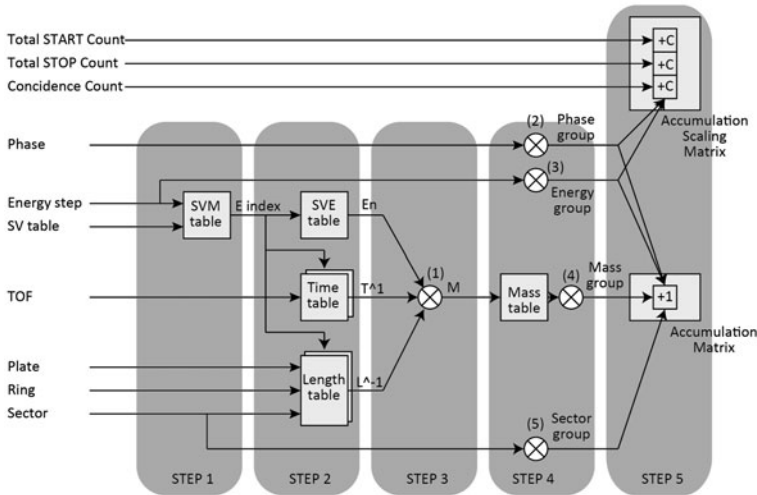 Total START Count
Total STOP Count
Concidence Count
+C
+C
+C
Accumulation
Scaling
Matrix
Phase
(2)
Phase
group
Energy step
(3)
Energy
group
SV table
SVM
table
E index
SVE
table
En
TOF
Time
table
T^1
(1)
M
Mass
table
(4)
Mass
group
+1
Accumulation
Matrix
Plate
Ring
Sector
Length
table
L^-1
(5)
Sector
group
STEP 1
STEP 2
STEP 3
STEP 4
STEP 5